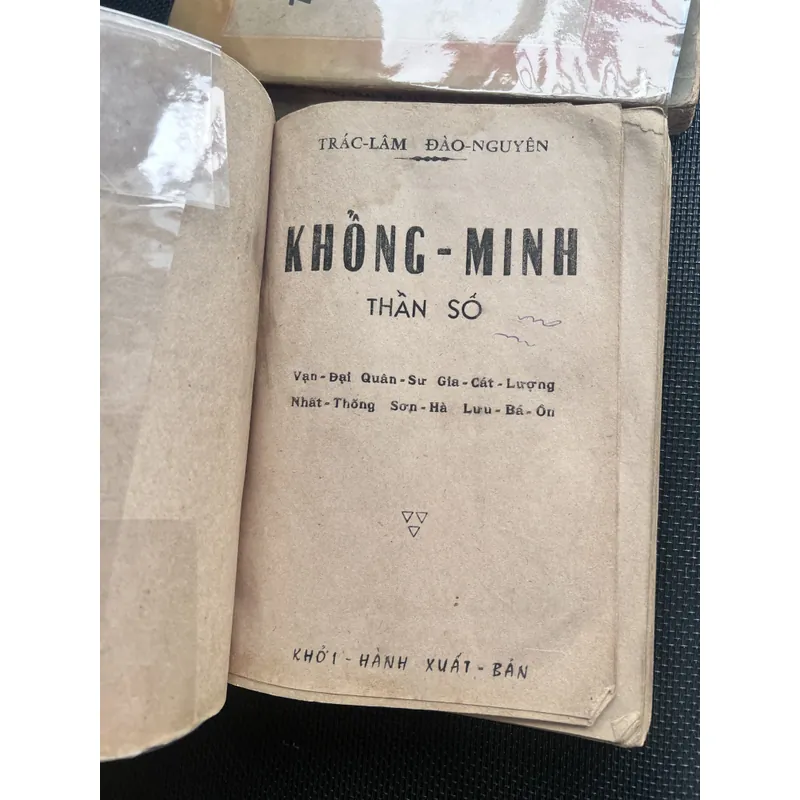 TRÁC-LÂM ĐÀO-NGUYÊN
KHỔNG-MINH
THẦN SỐ
Vạn-Đại Quân-Sư Gia-Cát-Lượng
Nhất-Thống Sơn-Hà Lưu-Bá-Ôn
KHỞI-HÀNH XUẤT-BẢN